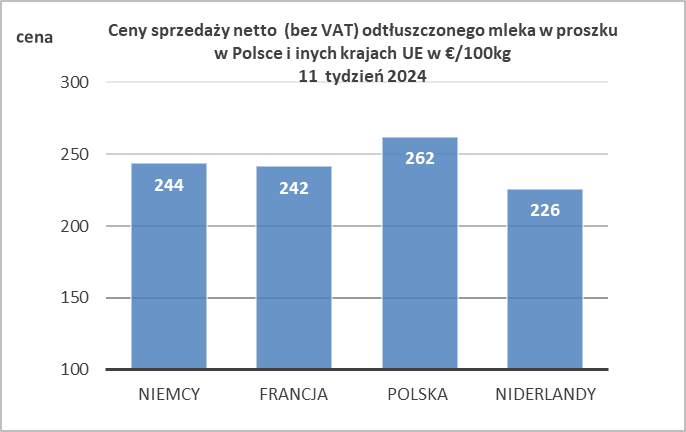 cena
Ceny sprzedaży netto  (bez VAT) odtłuszczonego mleka w proszku
w Polsce i inych krajach UE w €/100kg
11  tydzień 2024
300
250
200
150
100
244
242
262
226
NIEMCY
FRANCJA
POLSKA
NIDERLANDY